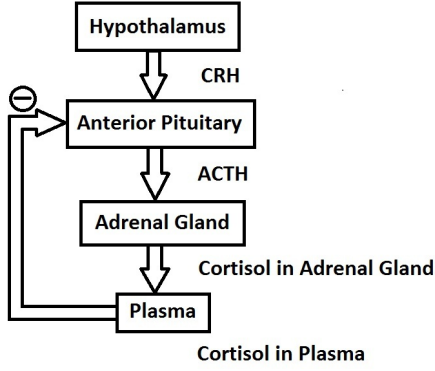 Hypothalamus
CRH
Anterior Pituitary
ACTH
Adrenal Gland
Cortisol in Adrenal Gland
Plasma
Cortisol in Plasma